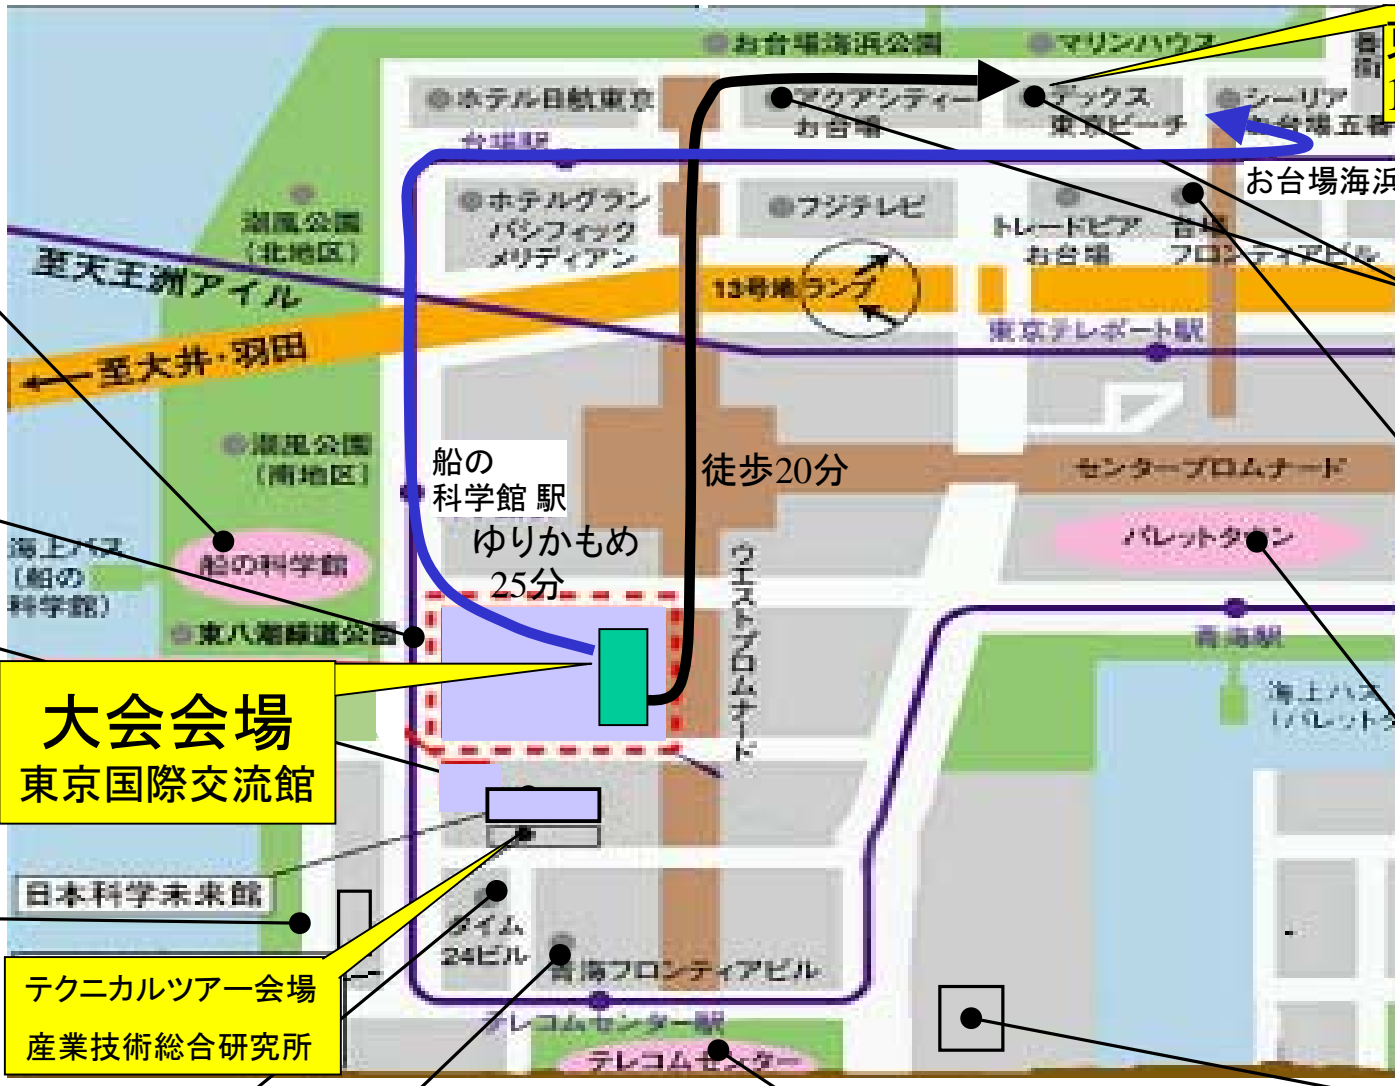 お台場海浜公園
マリンハウス
ホテル日航東京
アクアシティー
お台場
デックス
東京ビーチ
シーリア
お台場五番
台場駅
お台場海浜
潮風公園
(北地区)
ホテルグラン
パシフィック
メリディアン
フジテレビ
トレードピア
お台場
台場
フロンティアビル
至天王洲アイル
13号地ランプ
東京テレポート駅
至大井・羽田
潮風公園
(南地区)
船の
科学館 駅
徒歩20分
センタープロムナード
ゆりかもめ
25分
海上バス
(船の
科学館)
船の科学館
パレットタウン
ウエストプロムナード
東八潮緑道公園
青海駅
大会会場
東京国際交流館
海上バス
(パレットタ
日本科学未来館
タイム
24ビル
青海フロンティアビル
テクニカルツアー会場
産業技術総合研究所
テレコムセンター駅
テレコムセンター